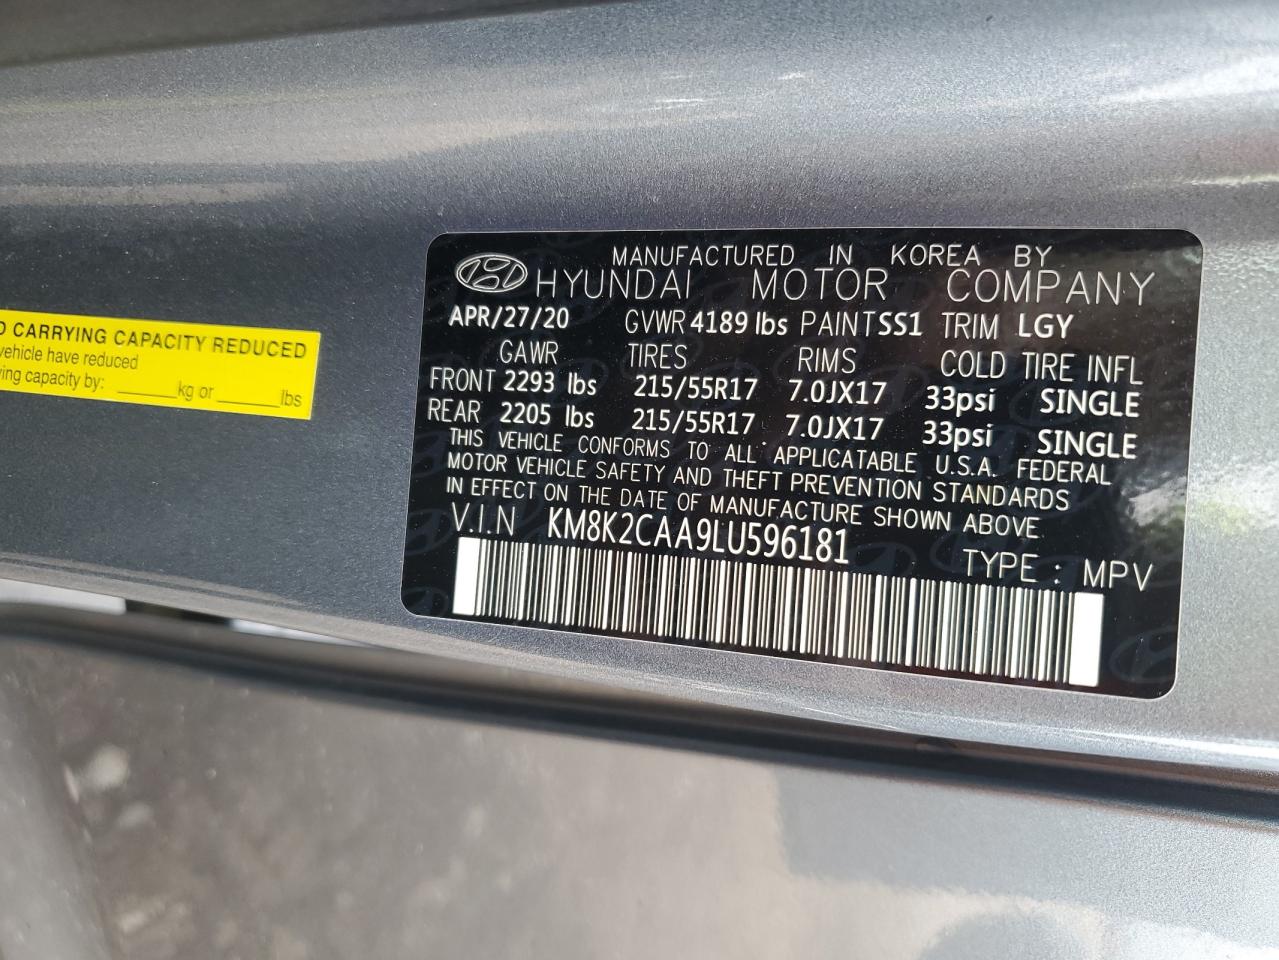 MANUFACTURED IN KOREA BY
HYUNDAI MOTOR COMPANY
APR/27/20 GVWR 4189 lbs PAINT SS1 TRIM LGY
GAWR TIRES RIMS COLD TIRE INFL
FRONT 2293 lbs 215/55R17 7.0JX17 33psi SINGLE
REAR 2205 lbs 215/55R17 7.0JX17 33psi SINGLE
THIS VEHICLE CONFORMS TO ALL APPLICATABLE U.S.A. FEDERAL
MOTOR VEHICLE SAFETY AND THEFT PREVENTION STANDARDS
IN EFFECT ON THE DATE OF MANUFACTURE SHOWN ABOVE
V.I.N KM8K2CAA9LU596181
TYPE : MPV
CARRYING CAPACITY REDUCED
vehicle have reduced
capacity by: ______kg or ______lbs